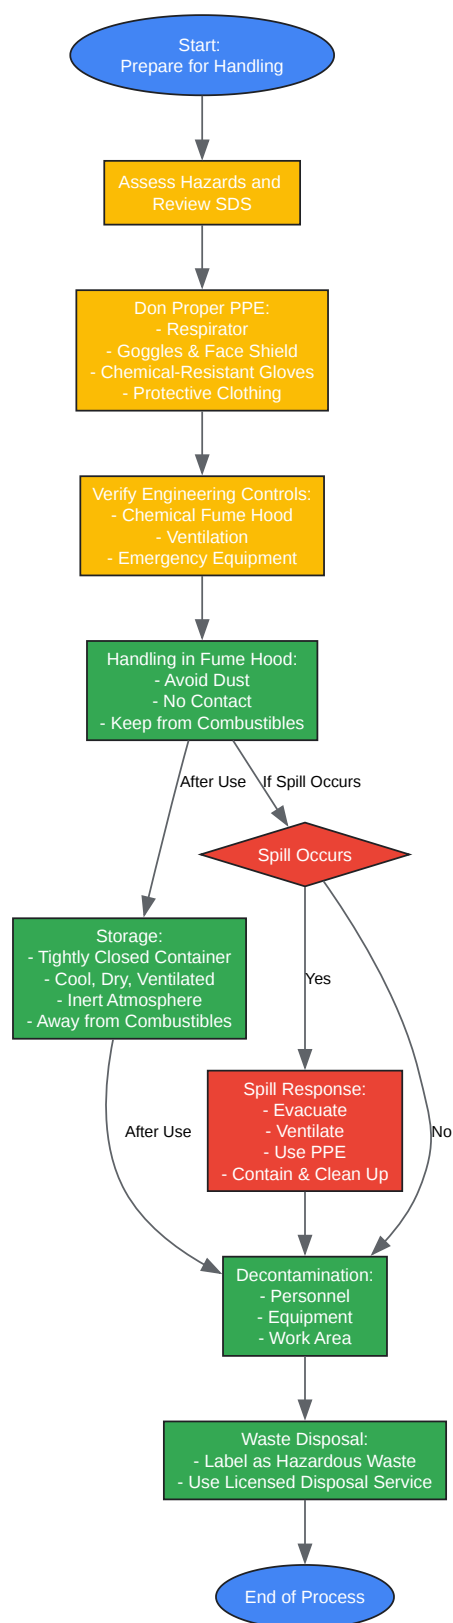 Start:
Prepare for Handling
Assess Hazards and
Review SDS
Don Proper PPE:
- Respirator
- Goggles & Face Shield
- Chemical-Resistant Gloves
- Protective Clothing
Verify Engineering Controls:
- Chemical Fume Hood
- Ventilation
- Emergency Equipment
Handling in Fume Hood:
- Avoid Dust
- No Contact
- Keep from Combustibles
After Use
If Spill Occurs
Spill Occurs
Storage:
- Tightly Closed Container
- Cool, Dry, Ventilated
- Inert Atmosphere
- Away from Combustibles
Yes
Spill Response:
- Evacuate
- Ventilate
- Use PPE
- Contain & Clean Up
After Use
No
Decontamination:
- Personnel
- Equipment
- Work Area
Waste Disposal:
- Label as Hazardous Waste
- Use Licensed Disposal Service
End of Process